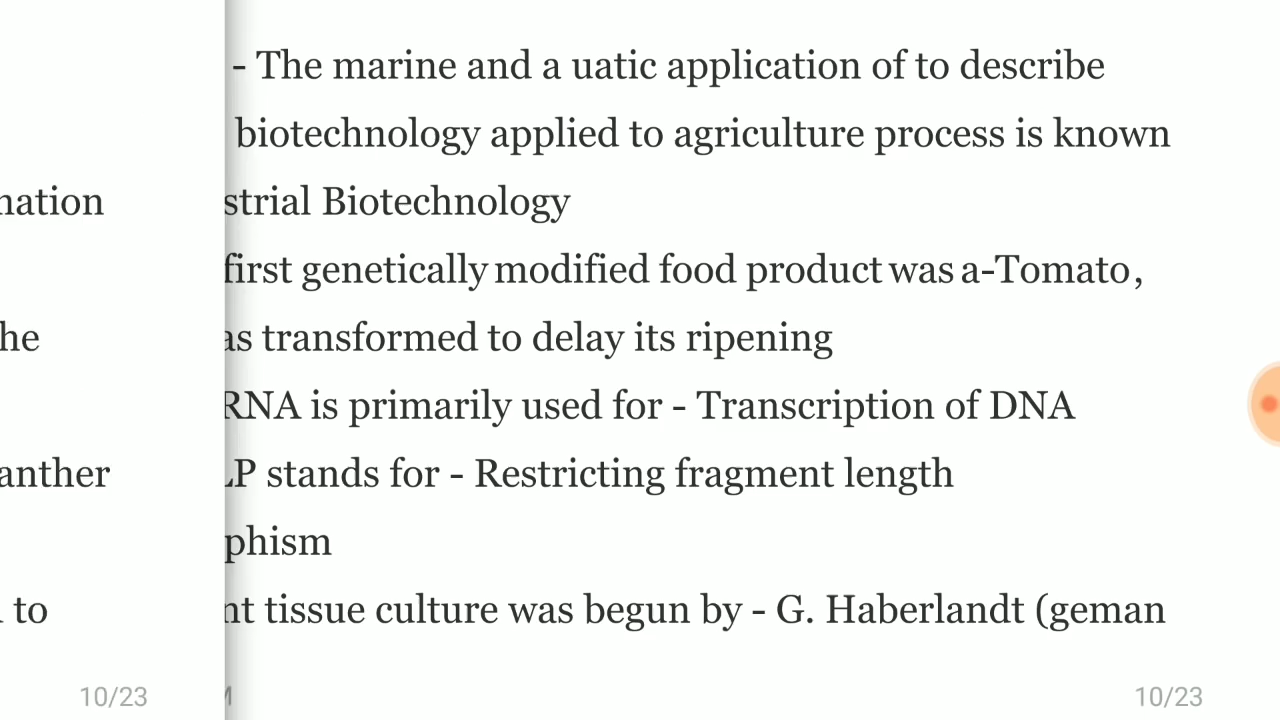 - The marine and a uatic application of to describe
biotechnology applied to agriculture process is known
nation
strial Biotechnology
first genetically modified food product was a-Tomato,
he
as transformed to delay its ripening
RNA is primarily used for - Transcription of DNA
anther
LP stands for - Restricting fragment length
phism
to
nt tissue culture was begun by - G. Haberlandt (geman
10/23
M
10/23